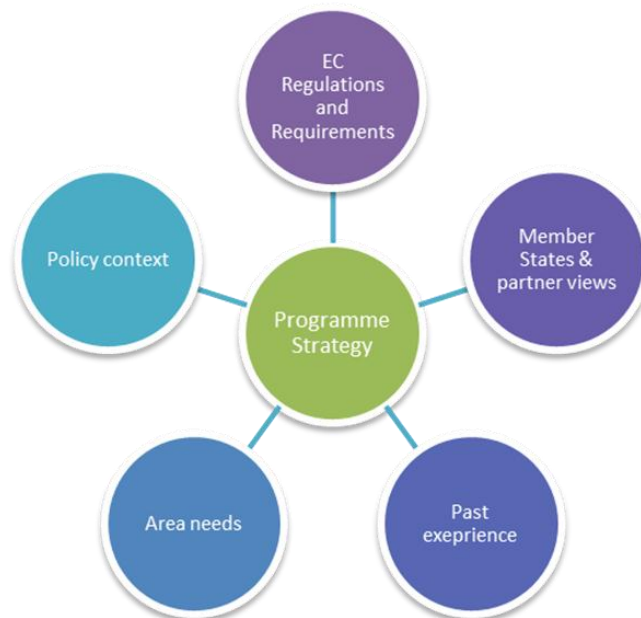 EC
Regulations
and
Requirements
Policy context
Member
States &
partner views
Programme
Strategy
Area needs
Past
exeprience